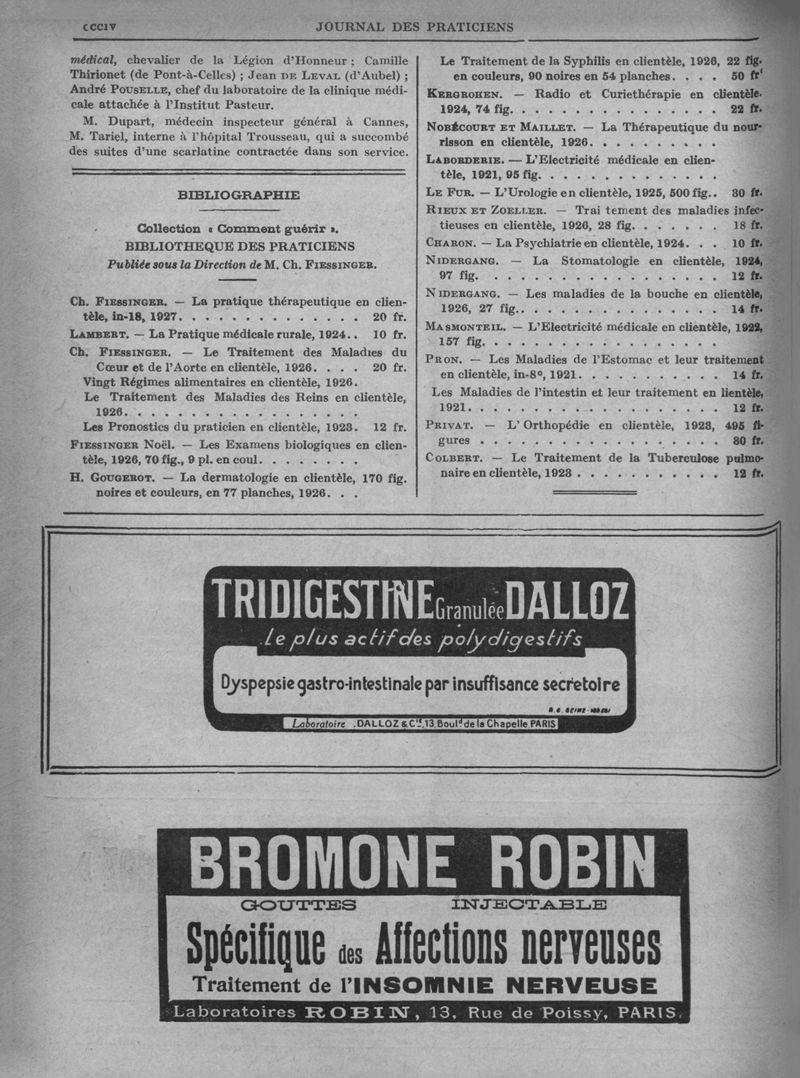 CCCIV
JOURNAL DES PRATICIENS
médical, chevalier de la Légion d'Honneur ; Camille
Thirionet (de Pont-à-Celles) ; Jean DE LEVAL (d'Aubel) ;
André POUSELLE, chef du laboratoire de la clinique médi-
cale attachée à l'Institut Pasteur.
M. Dupart, médecin inspecteur général à Cannes,
M. Tariel, interne à l'hôpital Trousseau, qui a succombé
des suites d'une scarlatine contractée dans son service.
BIBLIOGRAPHIE
Collection « Comment guérir ».
BIBLIOTHEQUE DES PRATICIENS
Publiée sous la Direction de M. Ch. FIESSINGER.
Ch. FIESSINGER. — La pratique thérapeutique en clien-
tèle, in-18, 1927. . . . . . . . . . . . . . 20 fr.
LAMBERT. — La Pratique médicale rurale, 1924. . 10 fr.
Ch. FIESSINGER. — Le Traitement des Maladies du
Cœur et de l'Aorte en clientèle, 1926. . . . 20 fr.
Vingt Régimes alimentaires en clientèle, 1926.
Le Traitement des Maladies des Reins en clientèle,
1926. . . . . . . . . . . . . . . . . .
Les Pronostics du praticien en clientèle, 1928. 12 fr.
FIESSINGER Noël. — Les Examens biologiques en clien-
tèle, 1926, 70 fig., 9 pl. en coul. . . . . . . .
H. GOUGEROT. — La dermatologie en clientèle, 170 fig.
noires et couleurs, en 77 planches, 1926. . .
Le Traitement de la Syphilis en clientèle, 1926, 22 fig.
en couleurs, 90 noires en 54 planches. . . . 50 fr
KERGROHEN. — Radio et Curiethérapie en clientèle.
1924, 74 fig. . . . . . . . . . . . . . . . 22 fr.
NOBÉCOURT ET MAILLET. — La Thérapeutique du nour-
risson en clientèle, 1926. . . . . . . . . .
LABORDERIE. — L'Electricité médicale en clien-
tèle, 1921, 95 fig. . . . . . . . . . . . . .
LE FUR. — L'Urologie en clientèle, 1925, 500 fig.. 30 fr.
RIEUX ET ZOELLER. — Trai tement des maladies infec-
tieuses en clientèle, 1926, 28 fig. . . . . . . 18 fr.
CHARON. — La Psychiatrie en clientèle, 1924. . . 10 fr.
NIDERGANG. — La Stomatologie en clientèle, 1924,
97 fig. . . . . . . . . . . . . . . . . . 12 fr.
NIDERGANG. — Les maladies de la bouche en clientèle,
1926, 27 fig.. . . . . . . . . . . . . . . 14 fr.
MASMONTEIL. — L'Electricité médicale en clientèle, 1922,
157 fig. . . . . . . . . . . . . . . . . .
PRON. — Les Maladies de l'Estomac et leur traitement
en clientèle, in-8°, 1921. . . . . . . . . . . 14 fr.
Les Maladies de l'intestin et leur traitement en lientèle,
1921. . . . . . . . . . . . . . . . . . . 12 fr.
PRIVAT. — L'Orthopédie en clientèle, 1928, 495 fi-
gures . . . . . . . . . . . . . . . . . . 80 fr.
COLBERT. — Le Traitement de la Tuberculose pulmo-
naire en clientèle, 1923 . . . . . . . . . . . 12 fr.
TRIDIGESTINE Granulée DALLOZ
Le plus actif des polydigestifs
Dyspepsie gastro-intestinale par insuffisance secrétoire
Laboratoire .DALLOZ & Cie.13.Bould de la Chapelle.PARIS
BROMONE ROBIN
GOUTTES INJECTABLE
Spécifique des Affections nerveuses
Traitement de l'INSOMNIE NERVEUSE
Laboratoires ROBIN, 13, Rue de Poissy, PARIS